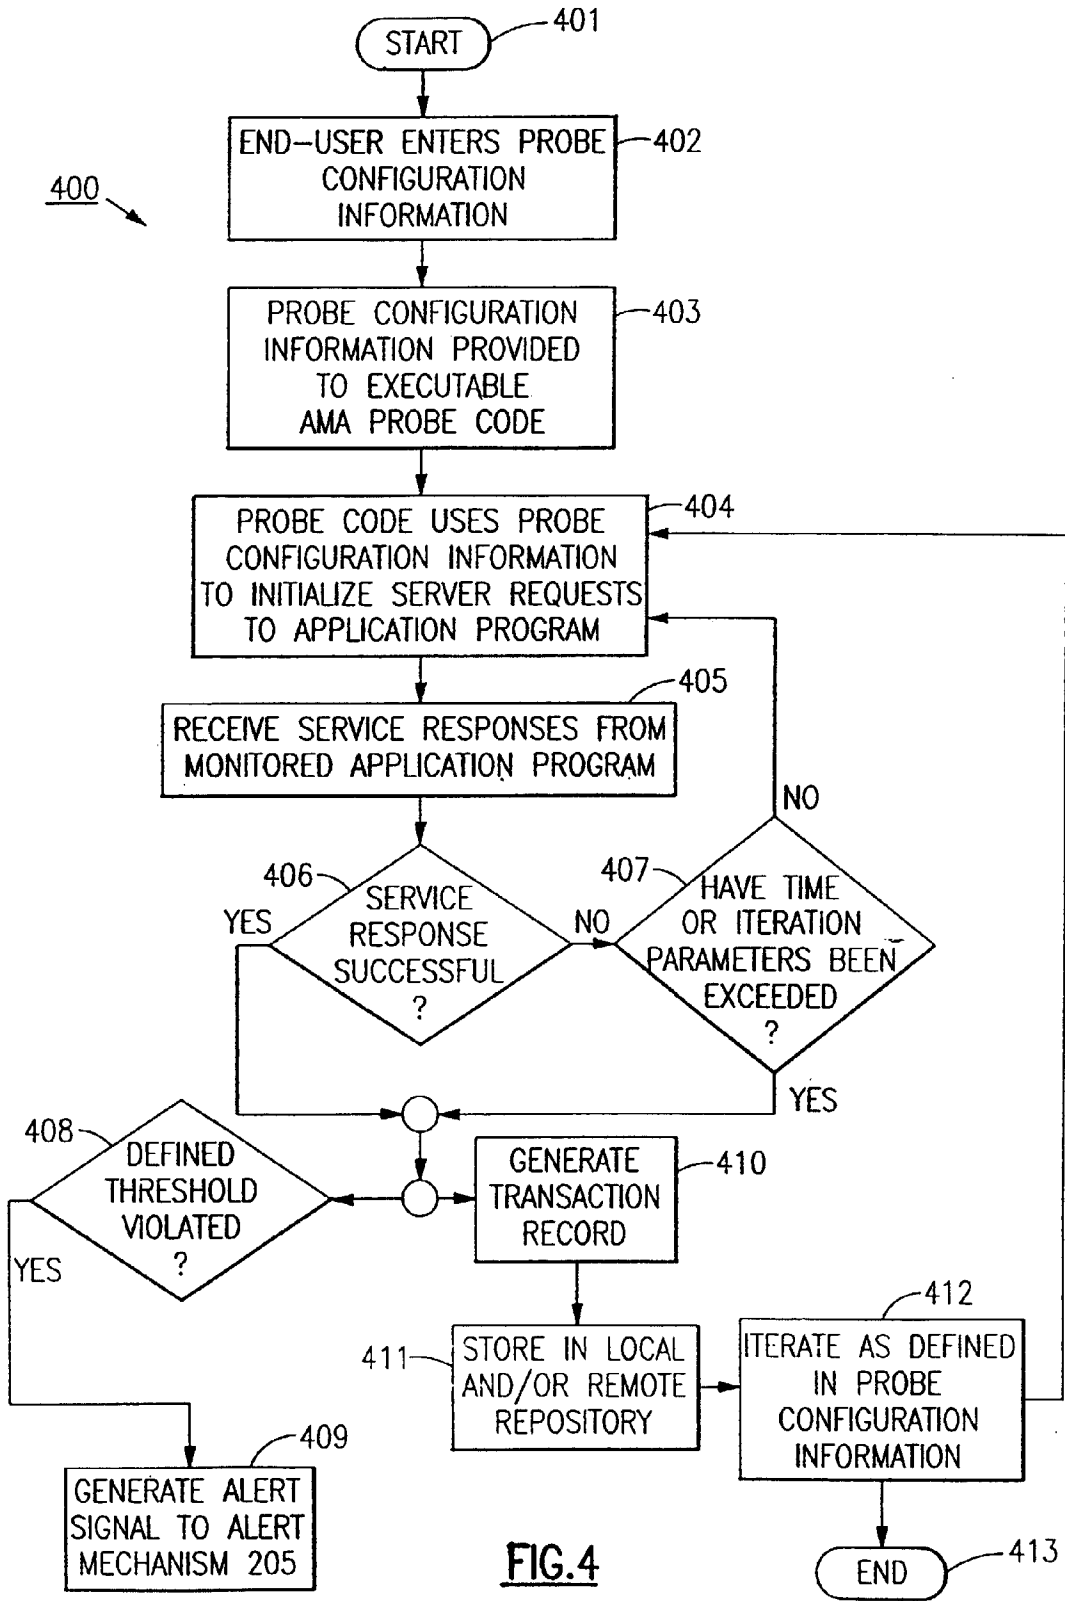 START
401
END-USER ENTERS PROBE
CONFIGURATION
INFORMATION
402
400
PROBE CONFIGURATION
INFORMATION PROVIDED
TO EXECUTABLE
AMA PROBE CODE
403
PROBE CODE USES PROBE
CONFIGURATION INFORMATION
TO INITIALIZE SERVER REQUESTS
TO APPLICATION PROGRAM
404
405
RECEIVE SERVICE RESPONSES FROM
MONITORED APPLICATION PROGRAM
NO
406
SERVICE
RESPONSE
SUCCESSFUL
?
YES
NO
407
HAVE TIME
OR ITERATION
PARAMETERS BEEN
EXCEEDED
?
YES
408
DEFINED
THRESHOLD
VIOLATED
?
YES
GENERATE
TRANSACTION
RECORD
410
411
STORE IN LOCAL
AND/OR REMOTE
REPOSITORY
412
ITERATE AS DEFINED
IN PROBE
CONFIGURATION
INFORMATION
409
GENERATE ALERT
SIGNAL TO ALERT
MECHANISM 205
FIG.4
END
413